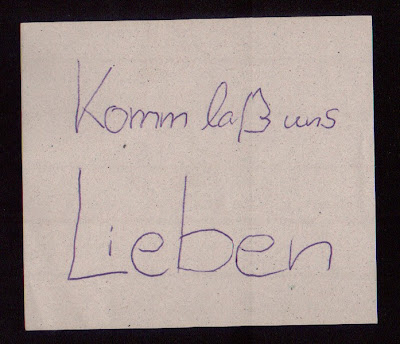 Komm laß uns
Lieben